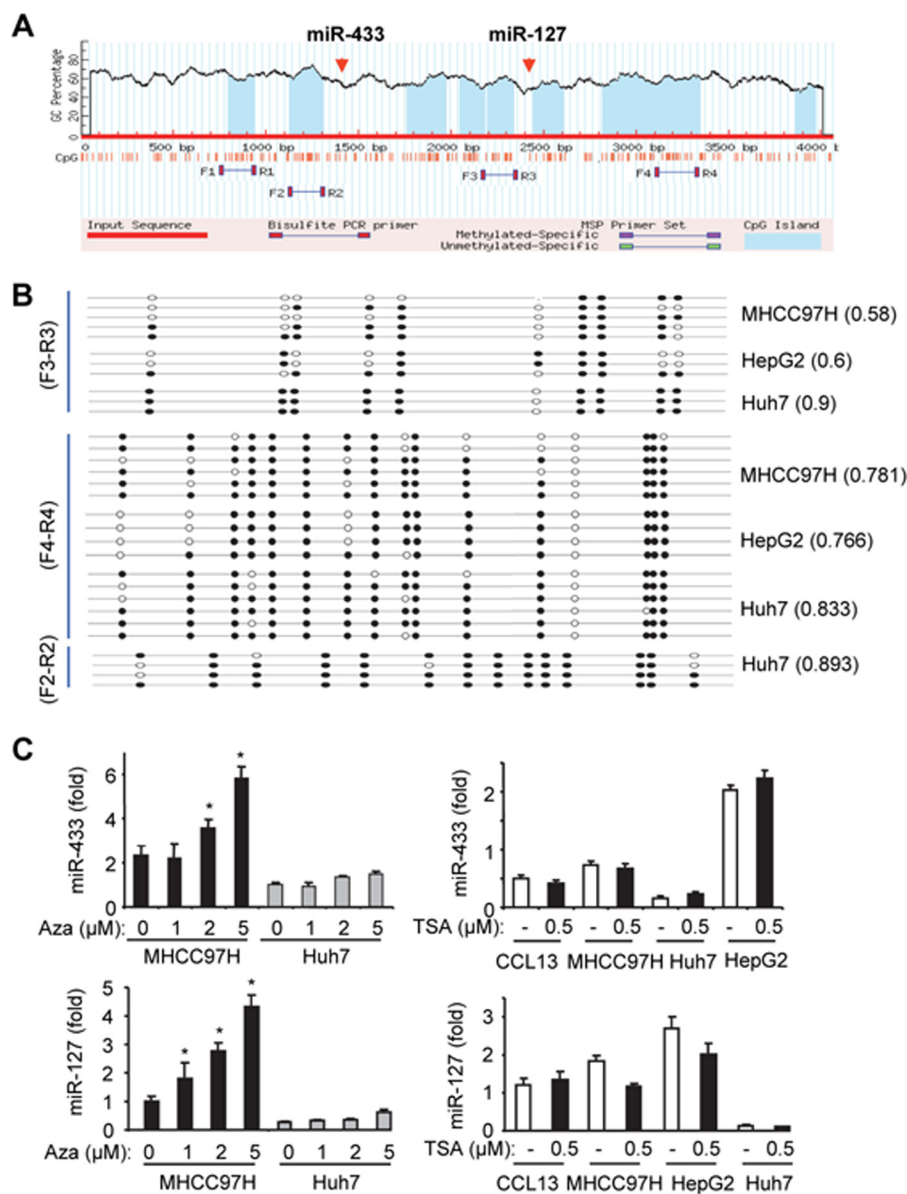 A
miR-433 miR-127
GC Percentage
80
60
40
20
0
0 500 bp 1000 bp 1500 bp 2000 bp 2500 bp 3000 bp 3500 bp 4000 b
CpG
F1 R1 F3 R3 F4 R4
F2 R2
Input Sequence Bisulfite PCR primer MSP Primer Set CpG Island
Methylated-Specific
Unmethylated-Specific
B
(F3-R3)
MHCC97H (0.58)
HepG2 (0.6)
Huh7 (0.9)
(F4-R4)
MHCC97H (0.781)
HepG2 (0.766)
Huh7 (0.833)
(F2-R2)
Huh7 (0.893)
C
miR-433 (fold)
6
4
2
0
* *
Aza (µM): 0 1 2 5 0 1 2 5
MHCC97H Huh7
miR-433 (fold)
2
1
0
TSA (µM): - 0.5 - 0.5 - 0.5 - 0.5
CCL13 MHCC97H Huh7 HepG2
miR-127 (fold)
5
4
3
2
1
0
* * *
Aza (µM): 0 1 2 5 0 1 2 5
MHCC97H Huh7
miR-127 (fold)
3
2
1
0
TSA (µM): - 0.5 - 0.5 - 0.5 - 0.5
CCL13 MHCC97H HepG2 Huh7